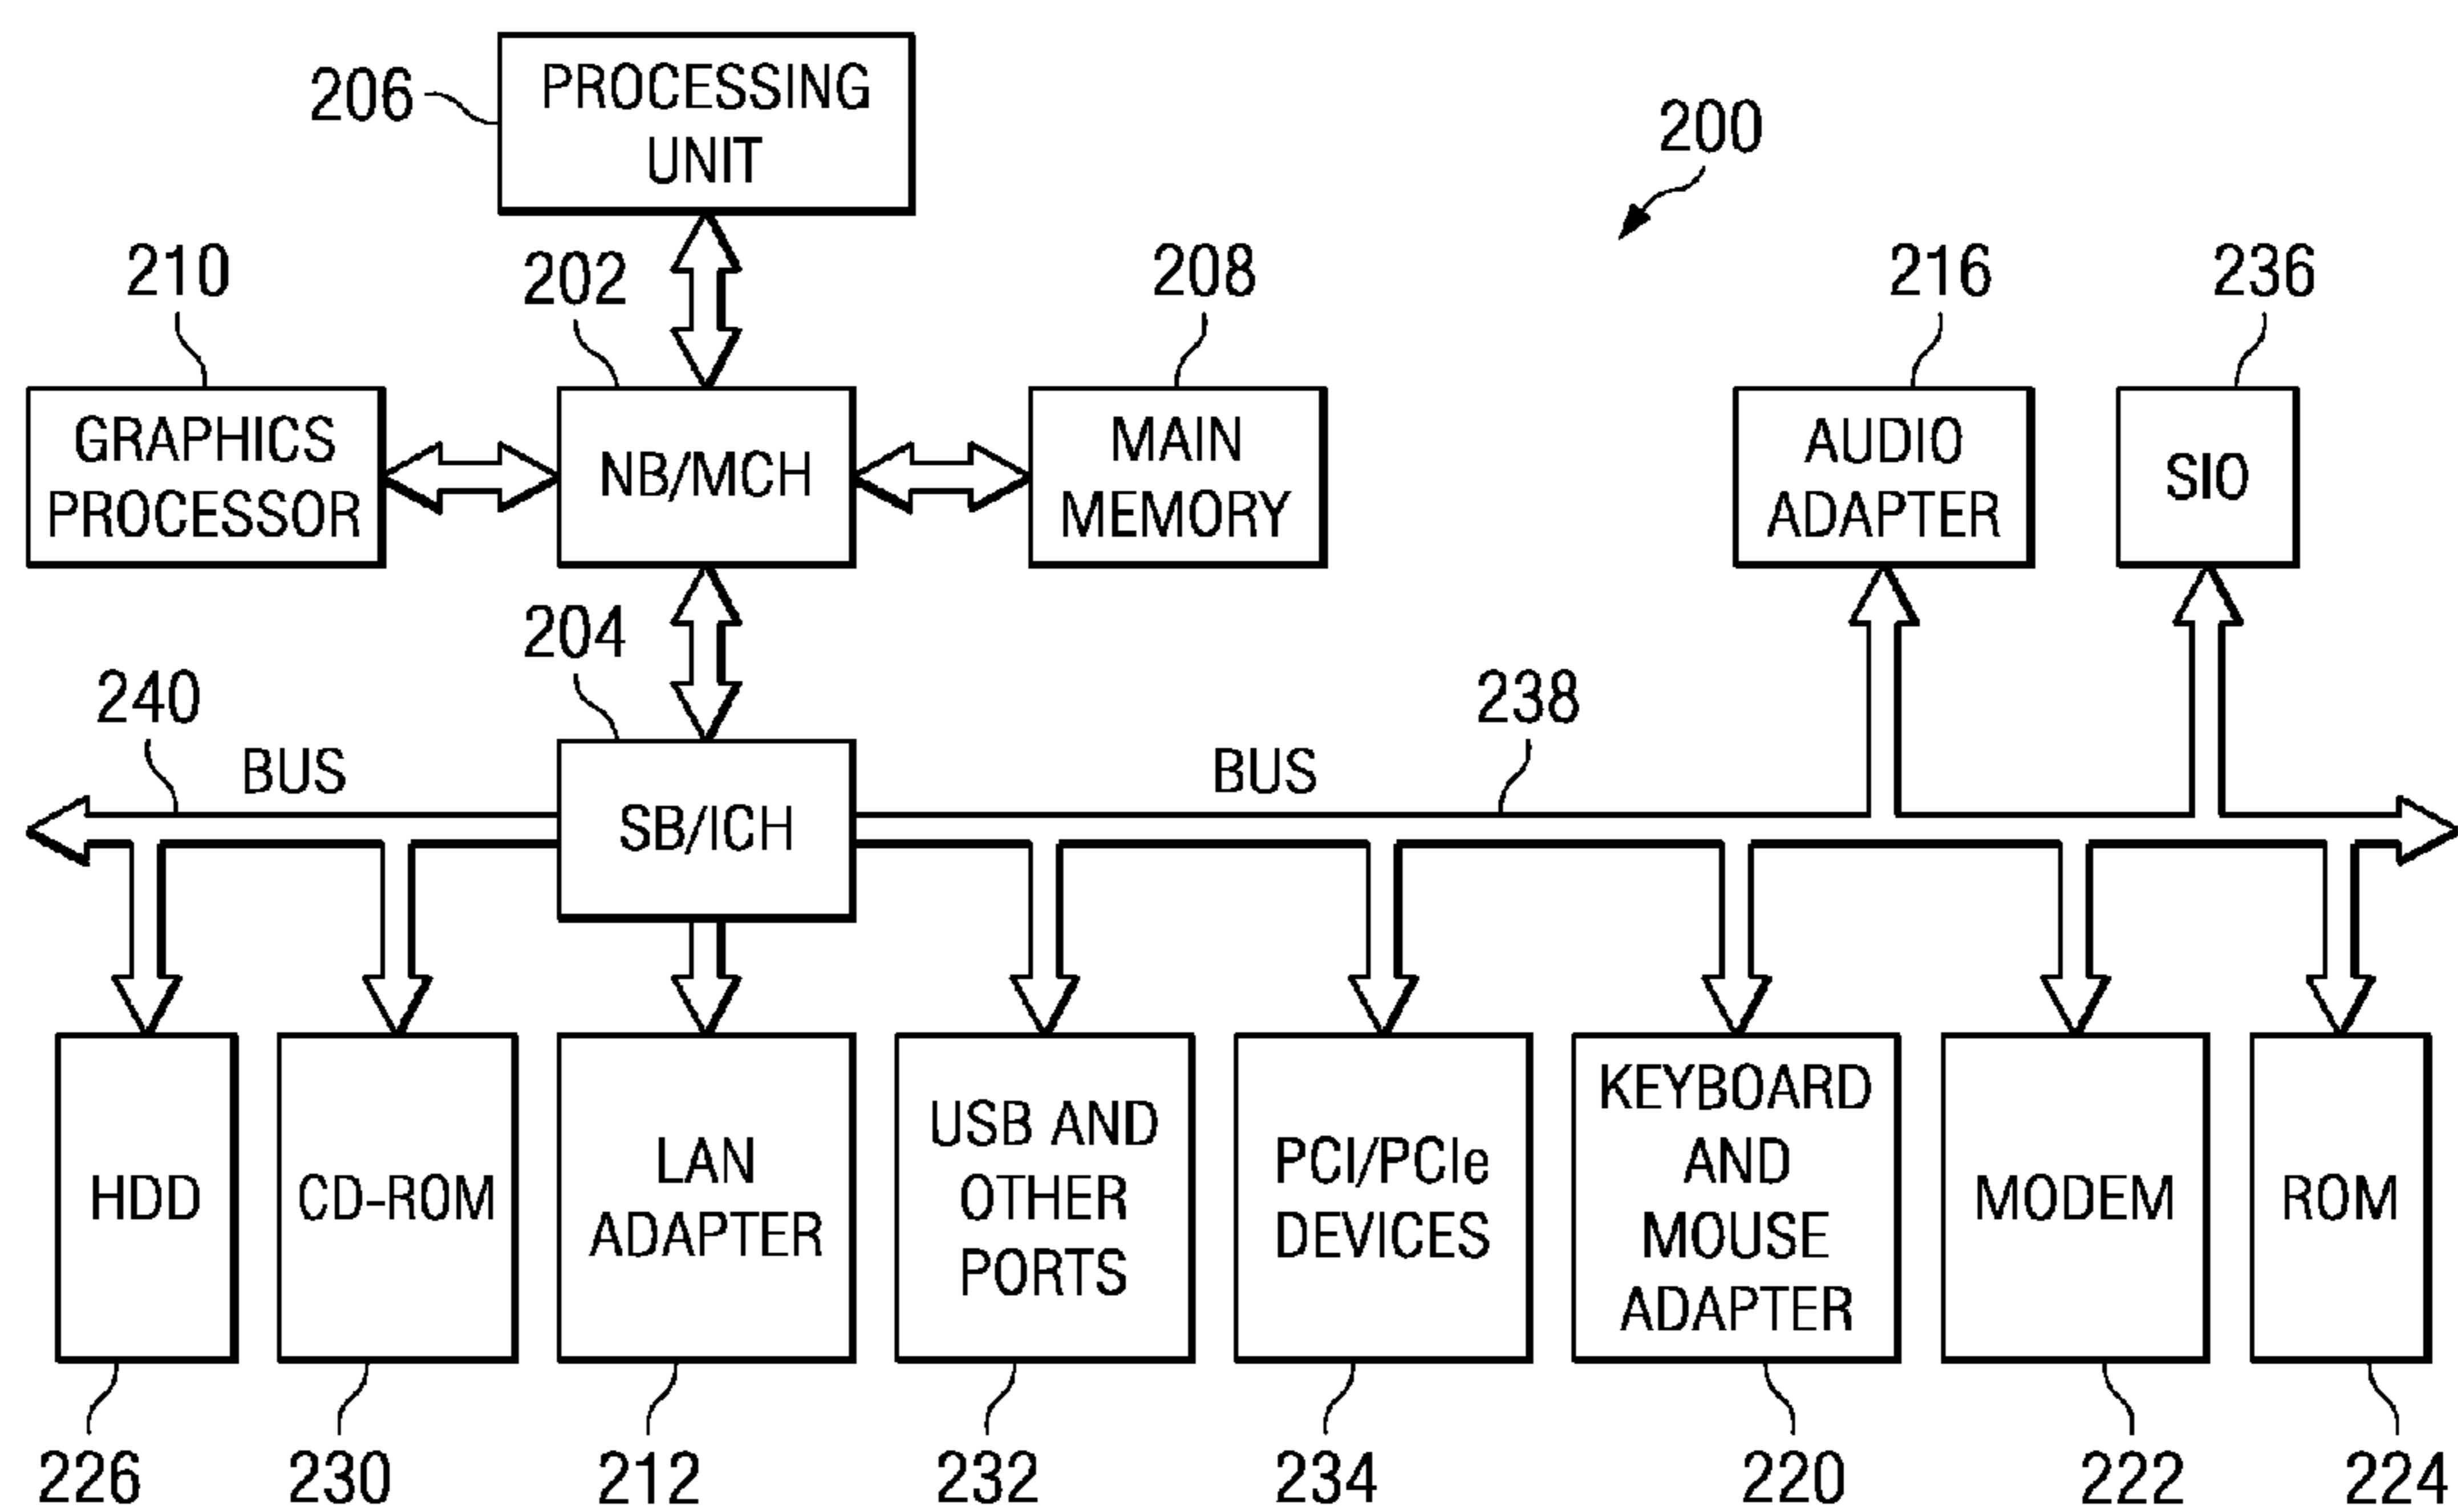 206
PROCESSING
UNIT
200
210
202
208
216
236
GRAPHICS
PROCESSOR
NB/MCH
MAIN
MEMORY
AUDIO
ADAPTER
SIO
204
240
BUS
SB/ICH
BUS
238
HDD
CD-ROM
LAN
ADAPTER
USB AND
OTHER
PORTS
PCI/PCIe
DEVICES
KEYBOARD
AND
MOUSE
ADAPTER
MODEM
ROM
226
230
212
232
234
220
222
224